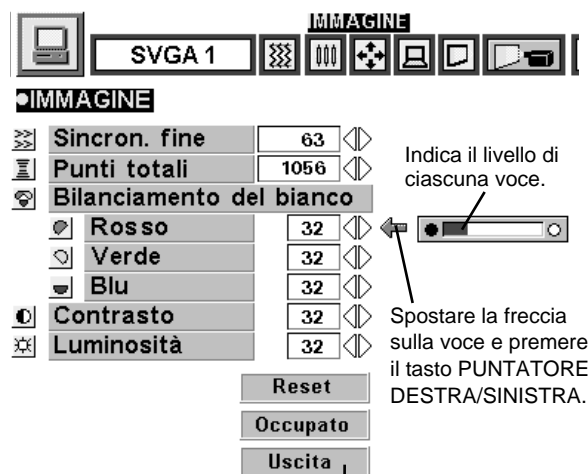 IMMAGINE
SVGA 1
●IMMAGINE
Sincron. fine 63
Punti totali 1056
Bilanciamento del bianco
Rosso 32
Verde 32
Blu 32
Contrasto 32
Luminosità 32
Reset
Occupato
Uscita
Indica il livello di
ciascuna voce.
Spostare la freccia
sulla voce e premere
il tasto PUNTATORE
DESTRA/SINISTRA.